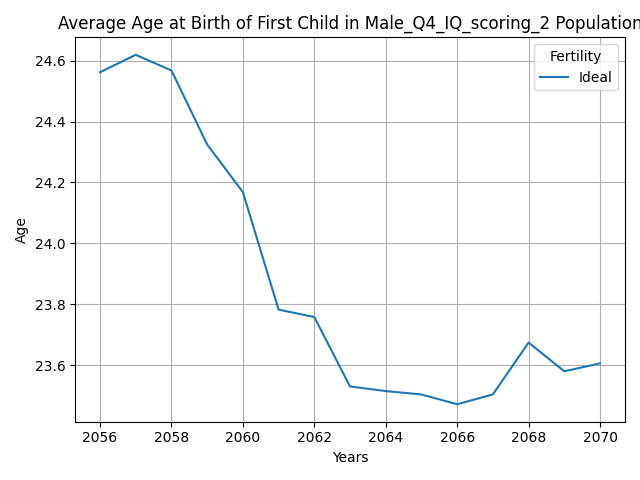 Average Age at Birth of First Child in Male_Q4_IQ_scoring_2 Population
Fertility
Ideal
24.6
24.4
24.2
24.0
23.8
23.6
Age
2056 2058 2060 2062 2064 2066 2068 2070
Years